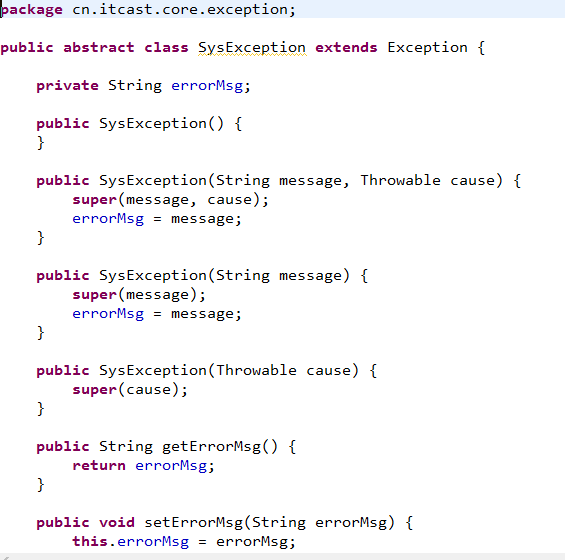 package cn.itcast.core.exception;
public abstract class SysException extends Exception {
private String errorMsg;
public SysException() {
}
public SysException(String message, Throwable cause) {
super(message, cause);
errorMsg = message;
}
public SysException(String message) {
super(message);
errorMsg = message;
}
public SysException(Throwable cause) {
super(cause);
}
public String getErrorMsg() {
return errorMsg;
}
public void setErrorMsg(String errorMsg) {
this.errorMsg = errorMsg;